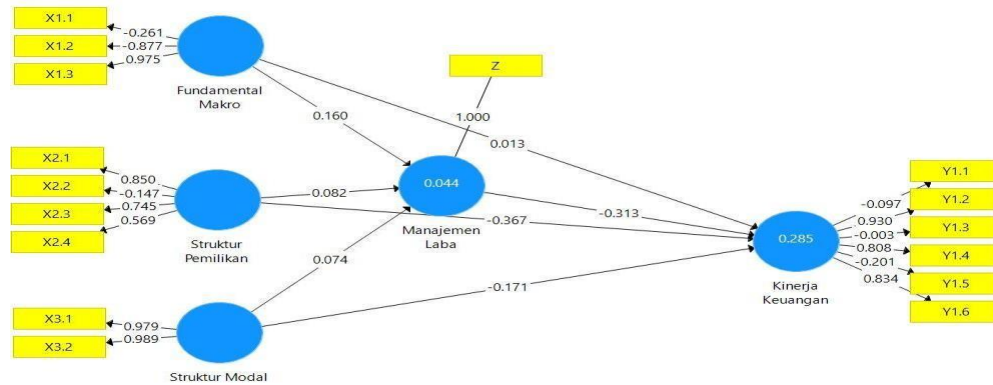 X1.1
-0.261
X1.2
-0.877
0.975
X1.3
Fundamental
Makro
Z
0.160
1.000
0.013
X2.1
0.850
X2.2
-0.147
X2.3
0.745
X2.4
0.569
Struktur
Pemilikan
0.082
0.044
Manajemen
Laba
-0.367
-0.313
0.285
Kinerja
Keuangan
Y1.1
-0.097
Y1.2
0.930
Y1.3
-0.003
0.808
Y1.4
-0.201
Y1.5
0.834
Y1.6
0.074
-0.171
X3.1
0.979
X3.2
0.989
Struktur Modal